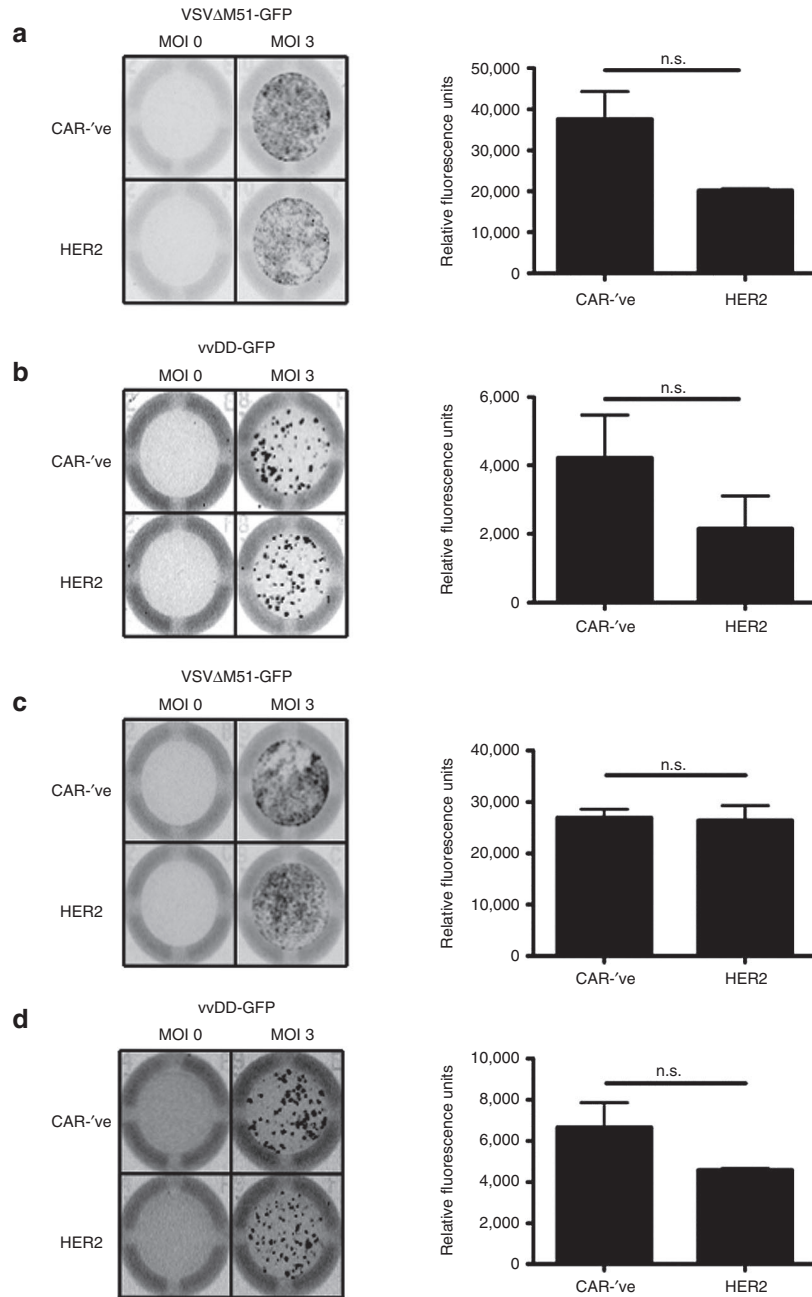 a
VSVΔM51-GFP
MOI 0 MOI 3
CAR-′ve
HER2
Relative fluorescence units
50,000
40,000
30,000
20,000
10,000
0
n.s.
CAR-′ve HER2
b
vvDD-GFP
MOI 0 MOI 3
CAR-′ve
HER2
Relative fluorescence units
6,000
4,000
2,000
0
n.s.
CAR-′ve HER2
c
VSVΔM51-GFP
MOI 0 MOI 3
CAR-′ve
HER2
Relative fluorescence units
40,000
30,000
20,000
10,000
0
n.s.
CAR-′ve HER2
d
vvDD-GFP
MOI 0 MOI 3
CAR-′ve
HER2
Relative fluorescence units
10,000
8,000
6,000
4,000
2,000
0
n.s.
CAR-′ve HER2